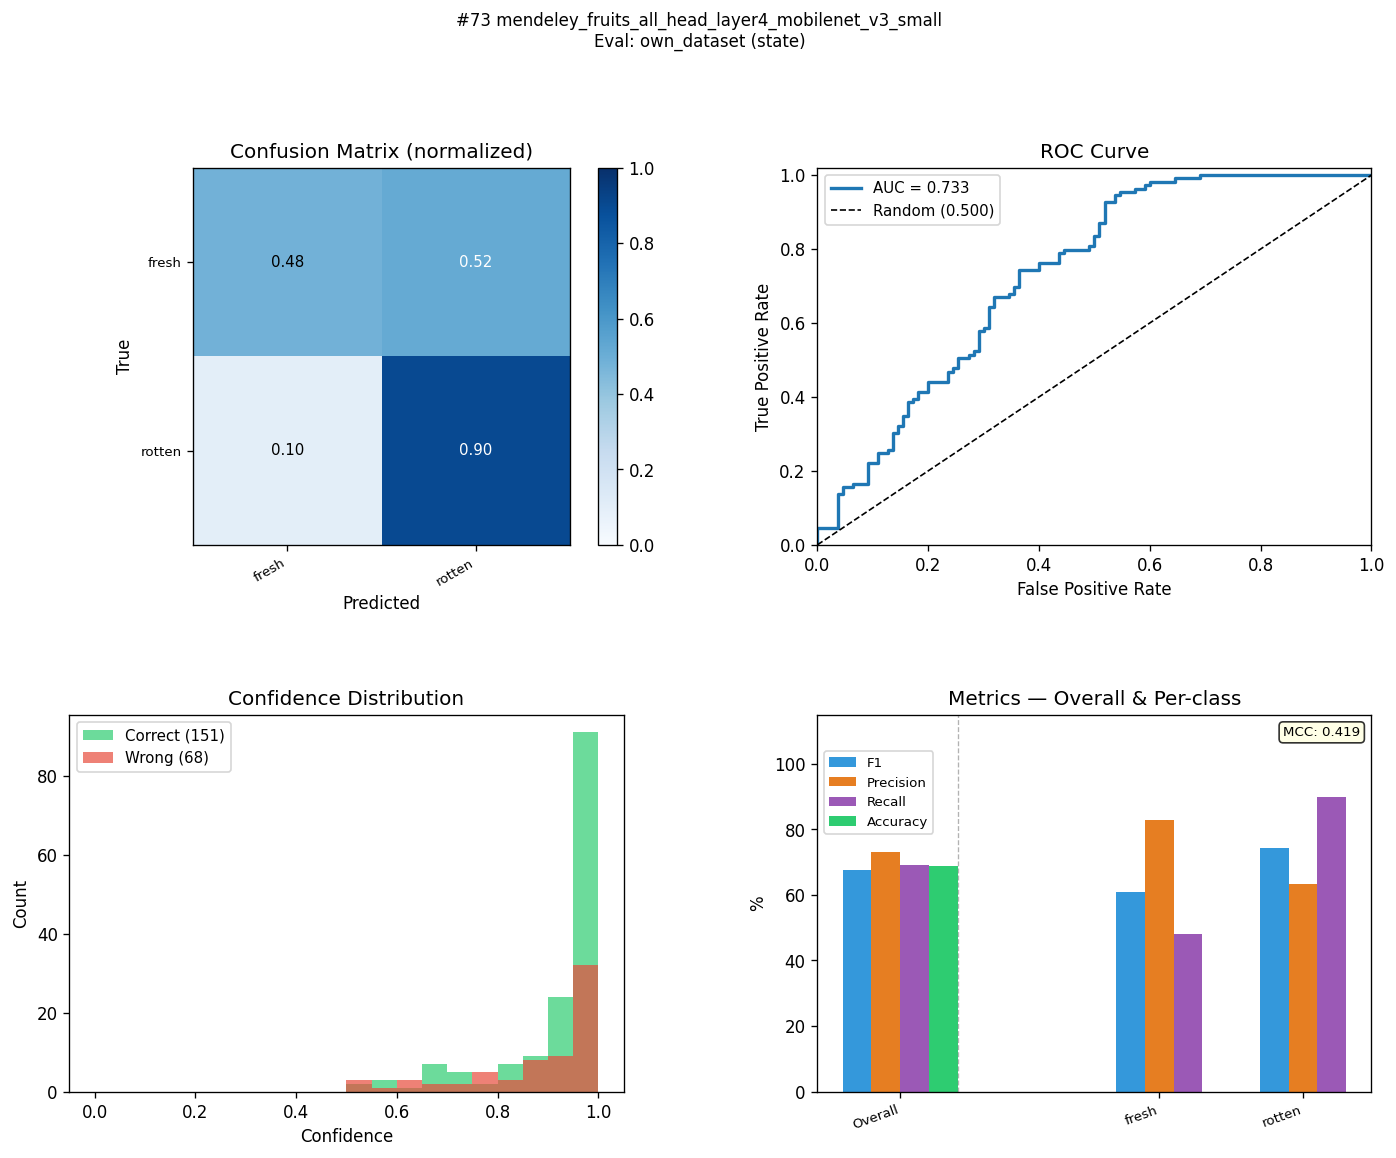 #73 mendeley_fruits_all_head_layer4_mobilenet_v3_small
Eval: own_dataset (state)
Confusion Matrix (normalized)
True
fresh
rotten
0.48
0.52
0.10
0.90
fresh
rotten
Predicted
1.0
0.8
0.6
0.4
0.2
0.0
ROC Curve
AUC = 0.733
Random (0.500)
True Positive Rate
1.0
0.8
0.6
0.4
0.2
0.0
0.0 0.2 0.4 0.6 0.8 1.0
False Positive Rate
Confidence Distribution
Correct (151)
Wrong (68)
Count
80
60
40
20
0
0.0 0.2 0.4 0.6 0.8 1.0
Confidence
Metrics — Overall & Per-class
MCC: 0.419
F1
Precision
Recall
Accuracy
%
100
80
60
40
20
0
Overall
fresh
rotten